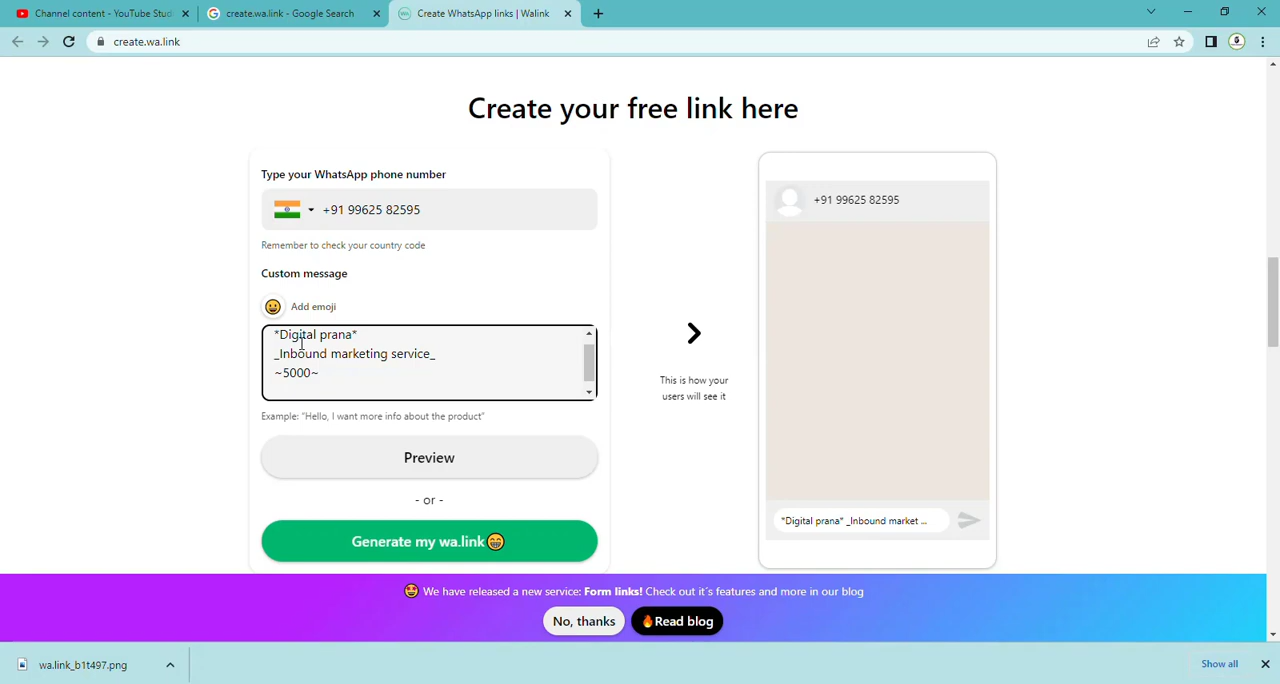 Channel content - YouTube Stud
create.wa.link - Google Search
Create WhatsApp links | Walink
create.wa.link
Create your free link here
Type your WhatsApp phone number
+91 99625 82595
Remember to check your country code
Custom message
Add emoji
*Digital prana*
_Inbound marketing service_
~5000~
Example: "Hello, I want more info about the product"
Preview
- or -
Generate my wa.link
This is how your
users will see it
+91 99625 82595
*Digital prana* _Inbound market ...
We have released a new service: Form links! Check out it's features and more in our blog
No, thanks
Read blog
wa.link_b1t497.png
Show all